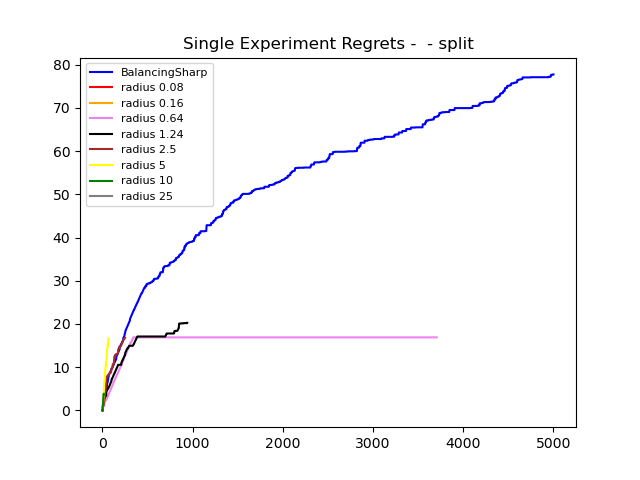 Single Experiment Regrets -  - split
BalancingSharp
radius 0.08
radius 0.16
radius 0.64
radius 1.24
radius 2.5
radius 5
radius 10
radius 25
80
70
60
50
40
30
20
10
0
0 1000 2000 3000 4000 5000